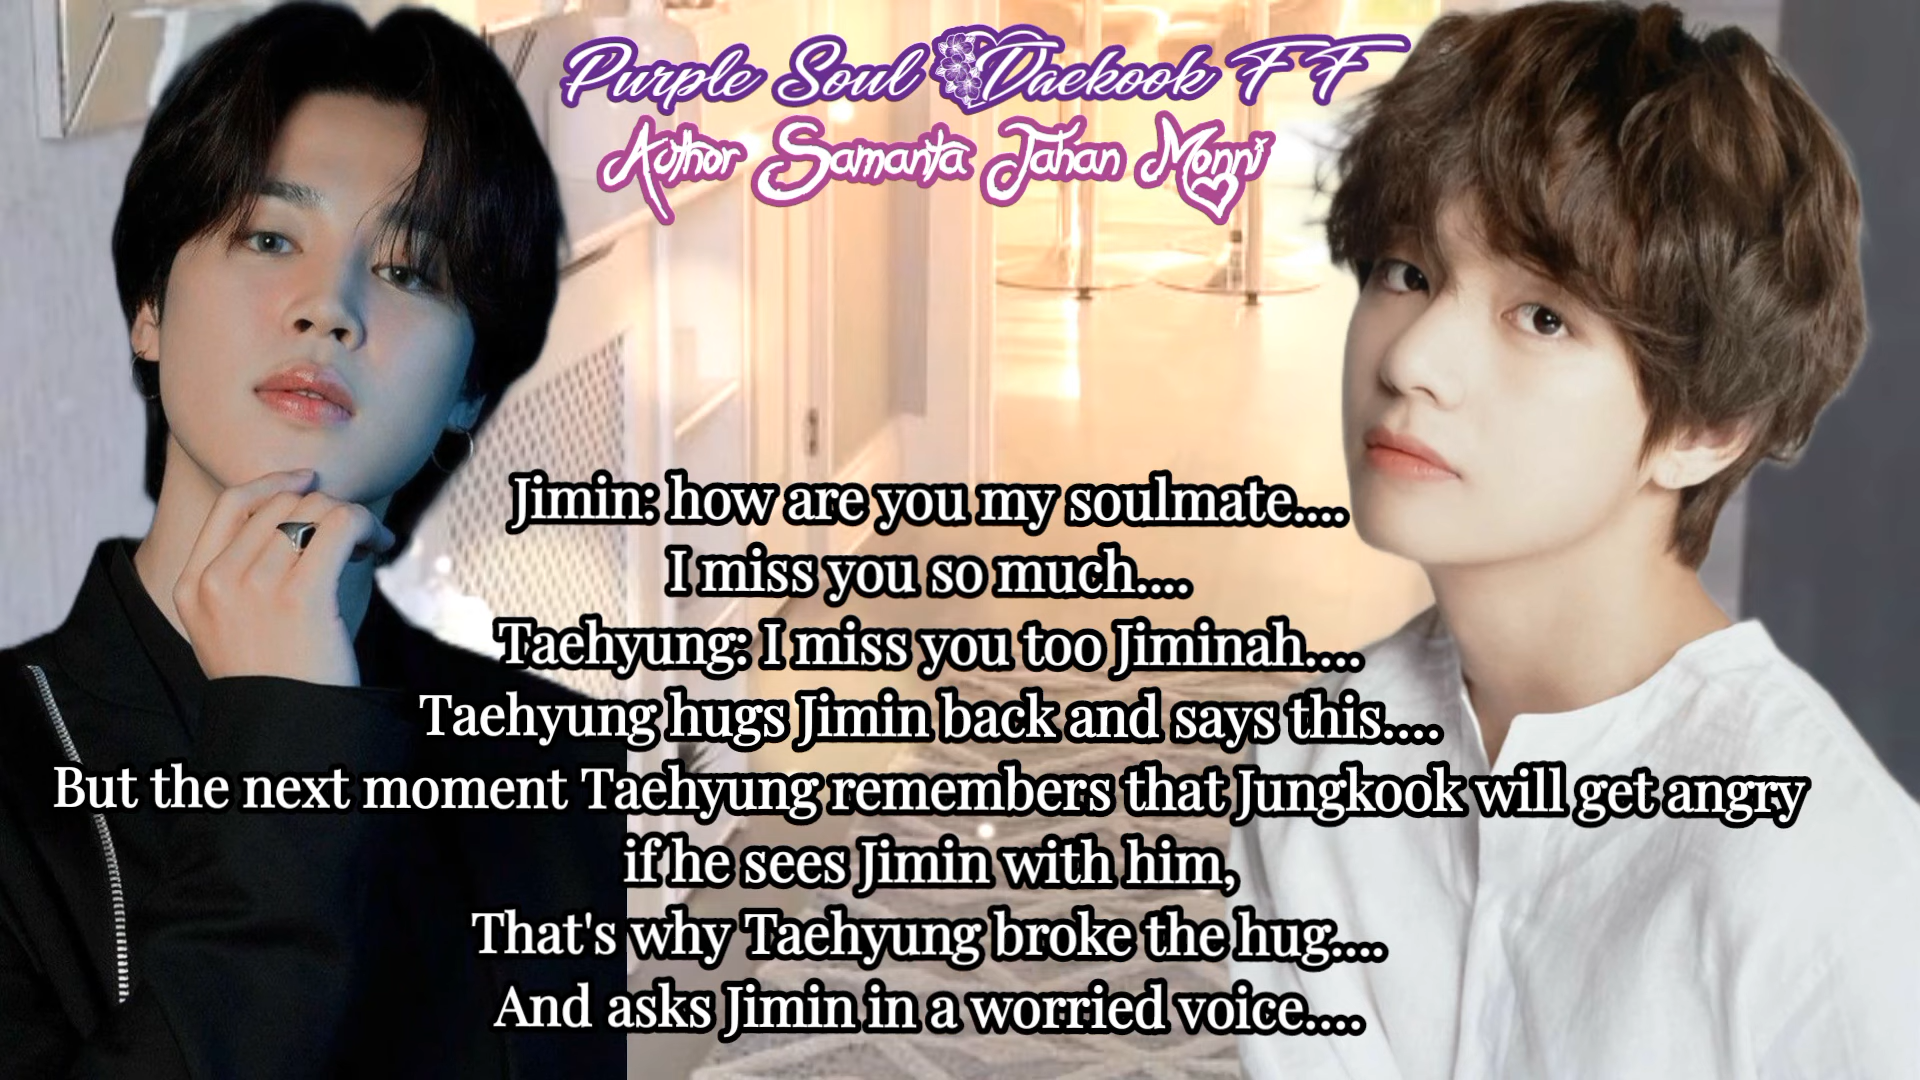 Purple Soul Daekook FF
Author Samanta Jahan Monni
Jimin: how are you my soulmate....
I miss you so much....
Taehyung: I miss you too Jiminah....
Taehyung hugs Jimin back and says this....
But the next moment Taehyung remembers that Jungkook will get angry
if he sees Jimin with him,
That's why Taehyung broke the hug....
And asks Jimin in a worried voice....